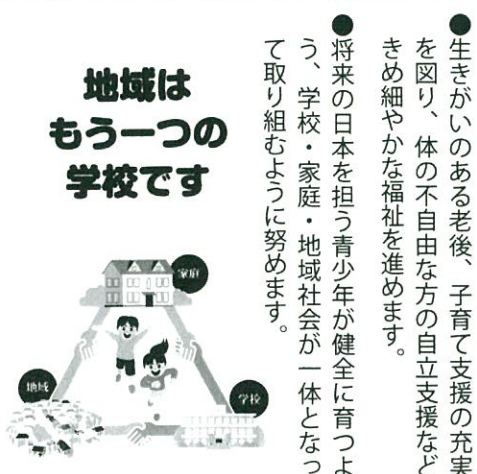 ●生きがいのある老後、子育て支援の充実
を図り、体の不自由な方の自立支援など
きめ細やかな福祉を進めます。
●将来の日本を担う青少年が健全に育つよ
う、学校・家庭・地域社会が一体となっ
て取り組むように努めます。
地域は
もう一つの
学校です
家庭
地域
学校